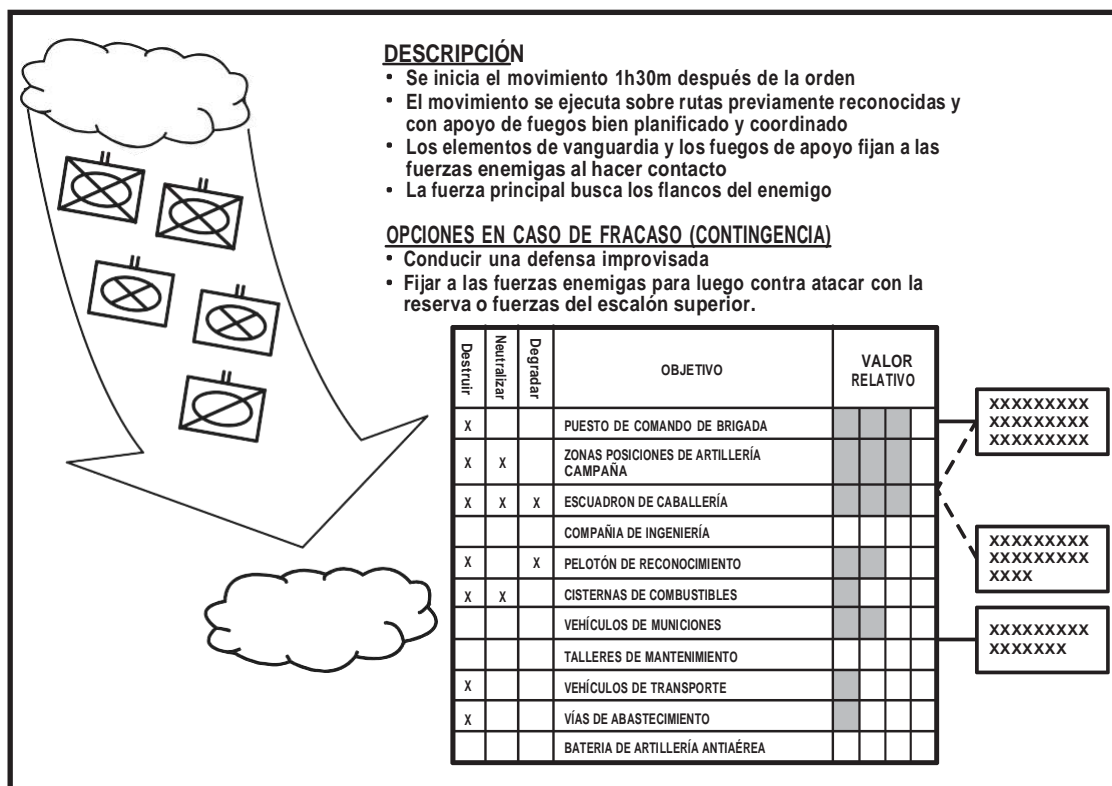 DESCRIPCIÓN
• Se inicia el movimiento 1h30m después de la orden
• El movimiento se ejecuta sobre rutas previamente reconocidas y
con apoyo de fuegos bien planificado y coordinado
• Los elementos de vanguardia y los fuegos de apoyo fijan a las
fuerzas enemigas al hacer contacto
• La fuerza principal busca los flancos del enemigo
OPCIONES EN CASO DE FRACASO (CONTINGENCIA)
• Conducir una defensa improvisada
• Fijar a las fuerzas enemigas para luego contra atacar con la
reserva o fuerzas del escalón superior.
Destruir Neutralizar Degradar OBJETIVO VALOR
RELATIVO
X PUESTO DE COMANDO DE BRIGADA
X X ZONAS POSICIONES DE ARTILLERÍA
CAMPAÑA
X X X ESCUADRON DE CABALLERÍA
COMPAÑIA DE INGENIERÍA
X X PELOTÓN DE RECONOCIMIENTO
X X CISTERNAS DE COMBUSTIBLES
VEHÍCULOS DE MUNICIONES
TALLERES DE MANTENIMIENTO
X VEHÍCULOS DE TRANSPORTE
X VÍAS DE ABASTECIMIENTO
BATERIA DE ARTILLERÍA ANTIAÉREA
XXXXXXXXX
XXXXXXXXX
XXXXXXXXX
XXXXXXXXX
XXXXXXXXX
XXXX
XXXXXXXXX
XXXXXXX